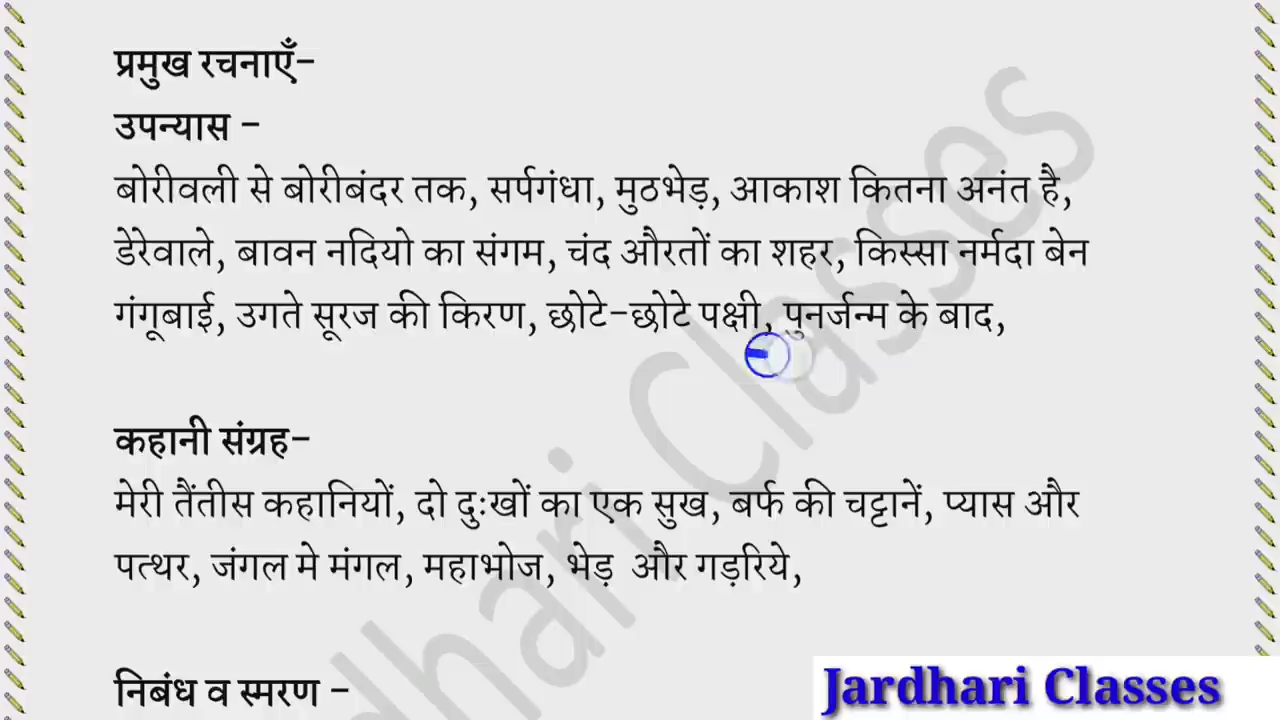 प्रमुख रचनाएँ-
उपन्यास -
बोरीवली से बोरीबंदर तक, सर्पगंधा, मुठभेड़, आकाश कितना अनंत है,
डेरेवाले, बावन नदियो का संगम, चंद औरतों का शहर, किस्सा नर्मदा बेन
गंगूबाई, उगते सूरज की किरण, छोटे-छोटे पक्षी, पुनर्जन्म के बाद,
कहानी संग्रह-
मेरी तैंतीस कहानियों, दो दुःखों का एक सुख, बर्फ की चट्टानें, प्यास और
पत्थर, जंगल मे मंगल, महाभोज, भेड़ और गड़रिये,
निबंध व स्मरण -
Jardhari Classes
dhari Classes